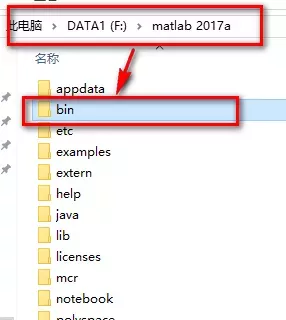 此电脑 > DATA1 (F:) > matlab 2017a
名称
appdata
bin
etc
examples
extern
help
java
lib
licenses
mcr
notebook
polyspace